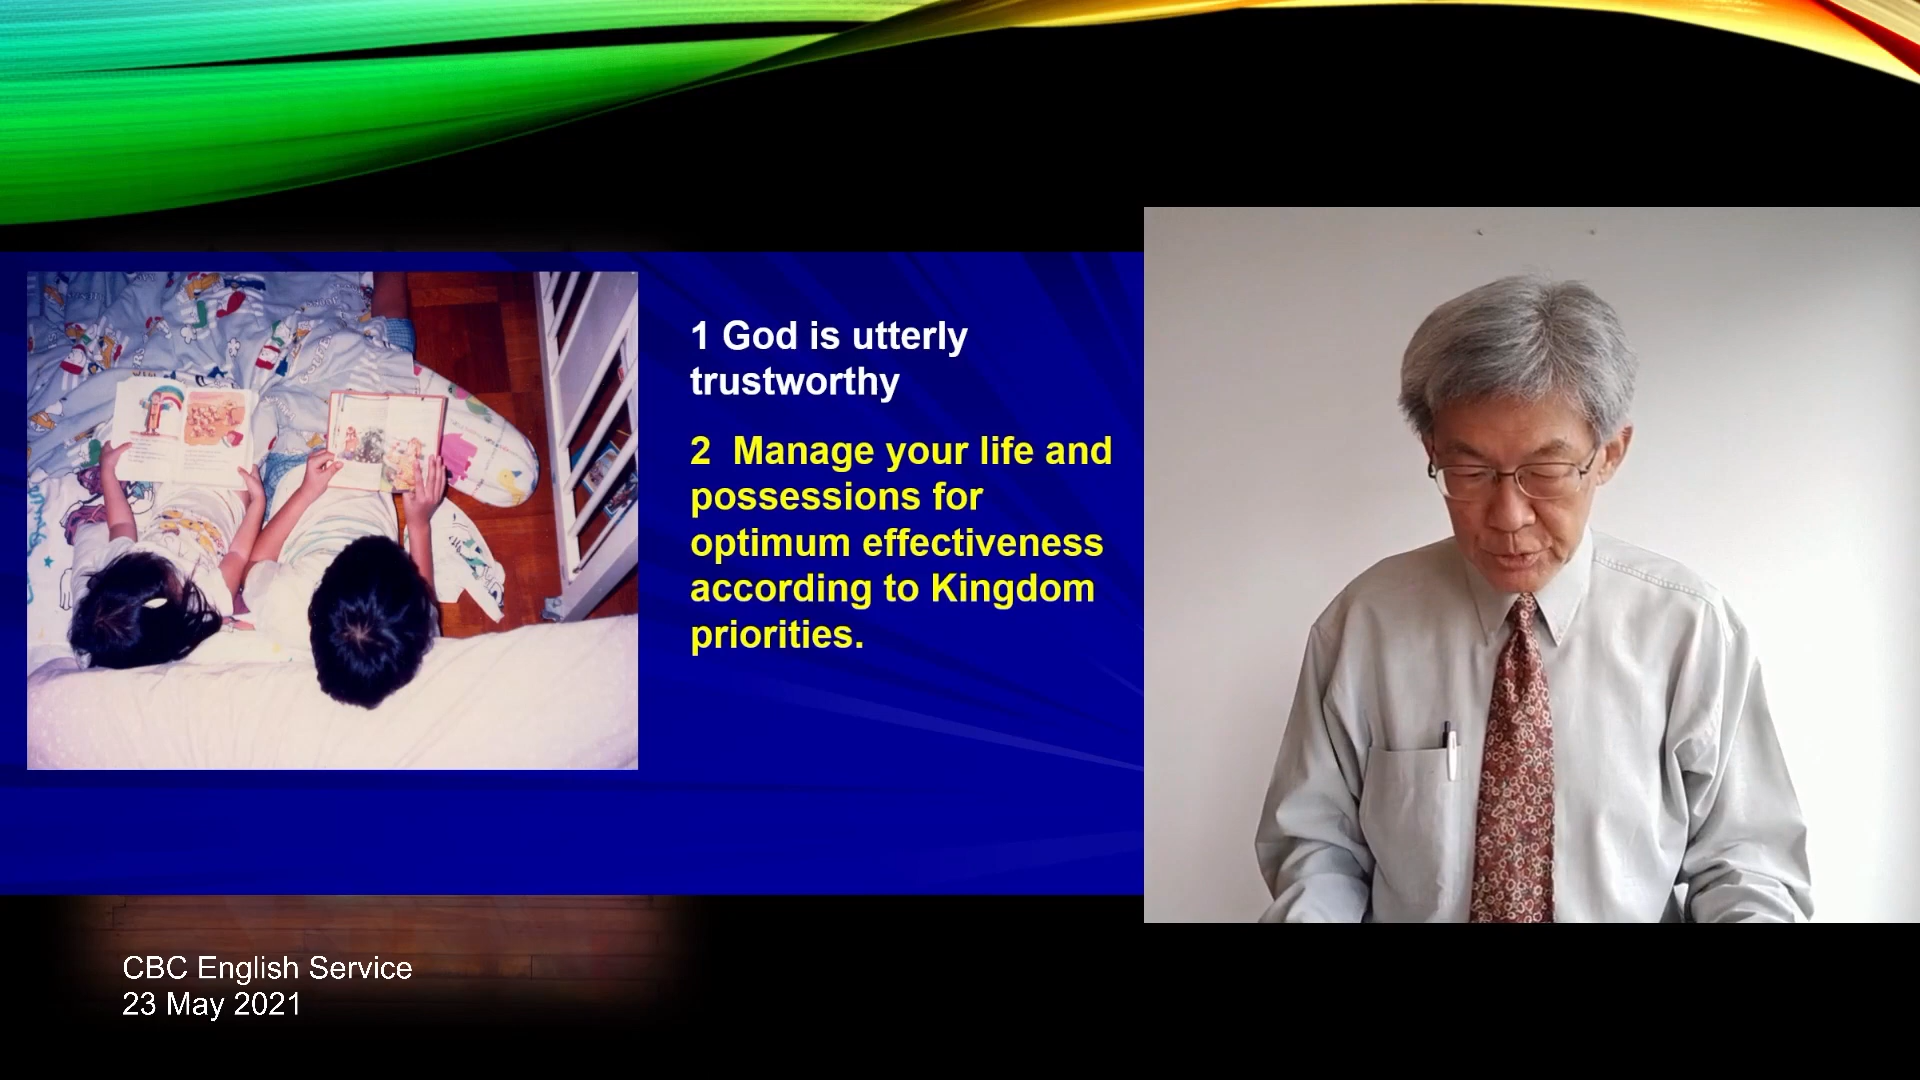 1 God is utterly
trustworthy
2 Manage your life and
possessions for
optimum effectiveness
according to Kingdom
priorities.
CBC English Service
23 May 2021